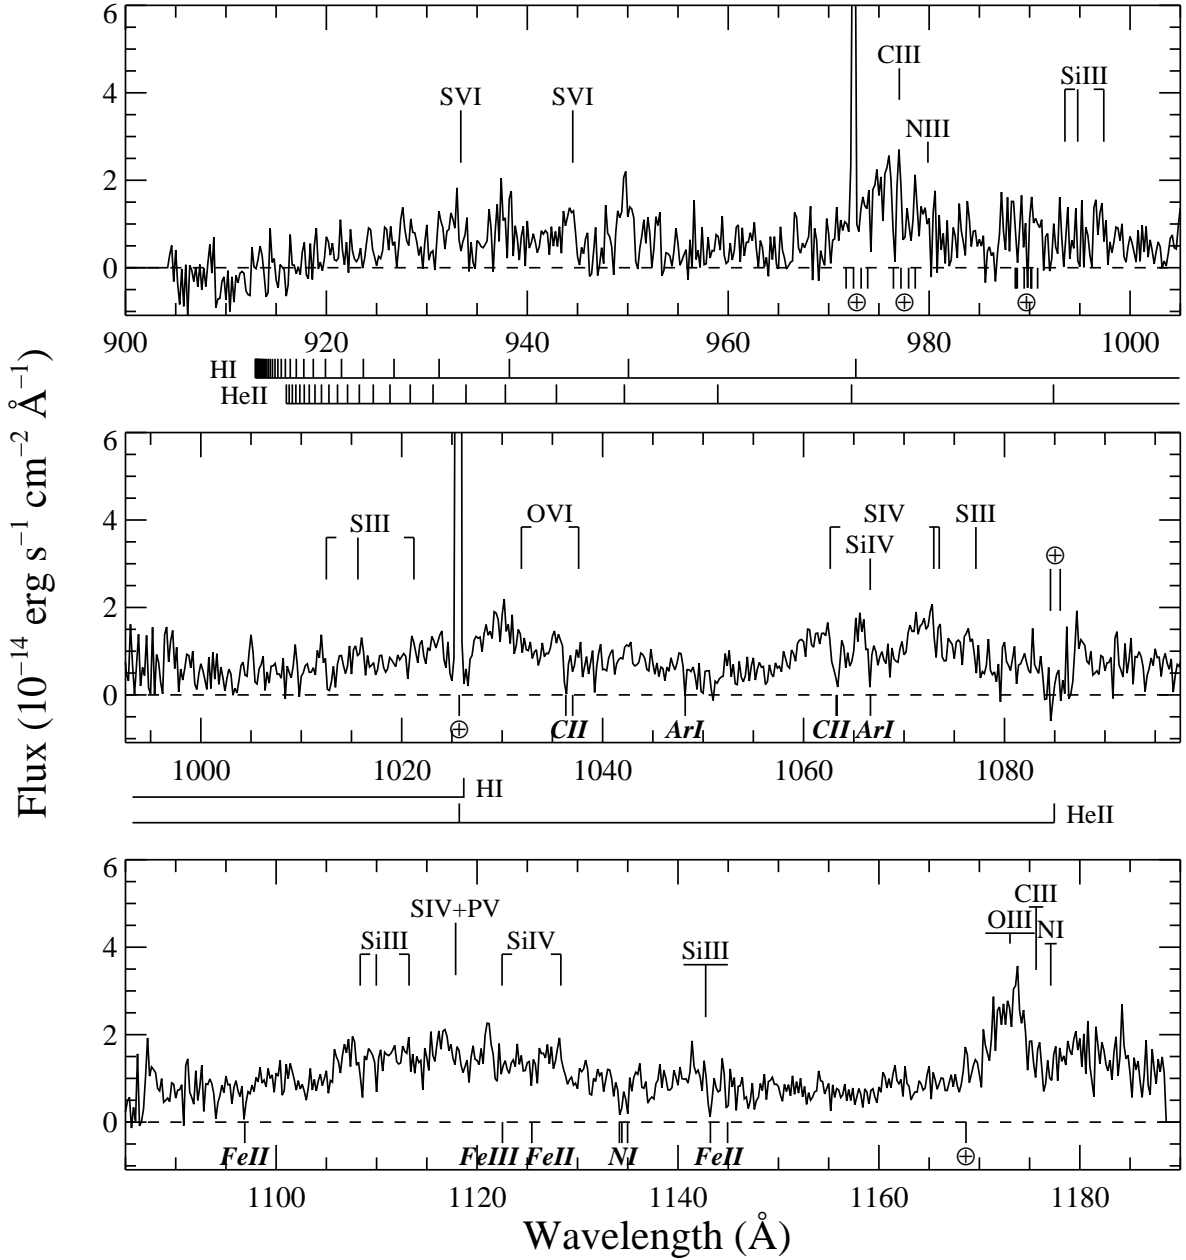 6
CIII
4
SVI
SVI
SiIII
NIII
2
0
⊕ ⊕ ⊕
900 920 940 960 980 1000
HI
HeII
6
OVI
SIV
SIII
SIII
4
SiIV
⊕
2
0
⊕ CII ArI CII ArI
1000 1020 1040 1060 1080
HI
HeII
6
CIII
SIV+PV
OIII
NI
4
SiIII
SiIV
SiIII
2
0
FeII FeIII FeII NI FeII ⊕
1100 1120 1140 1160 1180
Wavelength (Å)
Flux (10⁻¹⁴ erg s⁻¹ cm⁻² Å⁻¹)